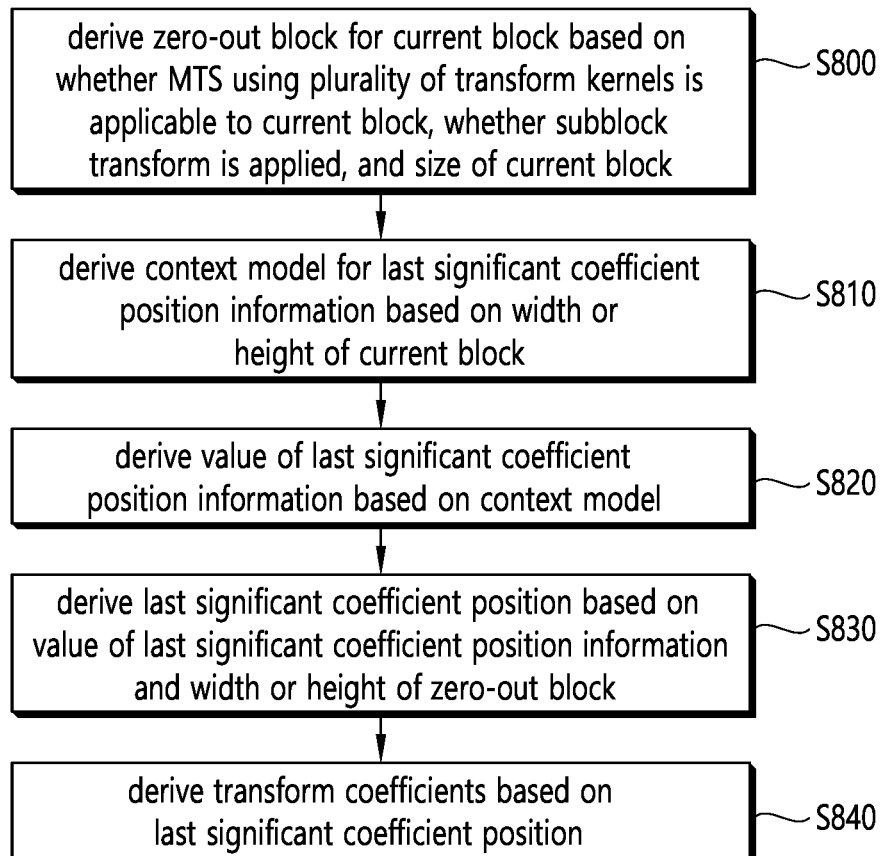 derive zero-out block for current block based on
whether MTS using plurality of transform kernels is
applicable to current block, whether subblock
transform is applied, and size of current block
S800
derive context model for last significant coefficient
position information based on width or
height of current block
S810
derive value of last significant coefficient
position information based on context model
S820
derive last significant coefficient position based on
value of last significant coefficient position information
and width or height of zero-out block
S830
derive transform coefficients based on
last significant coefficient position
S840